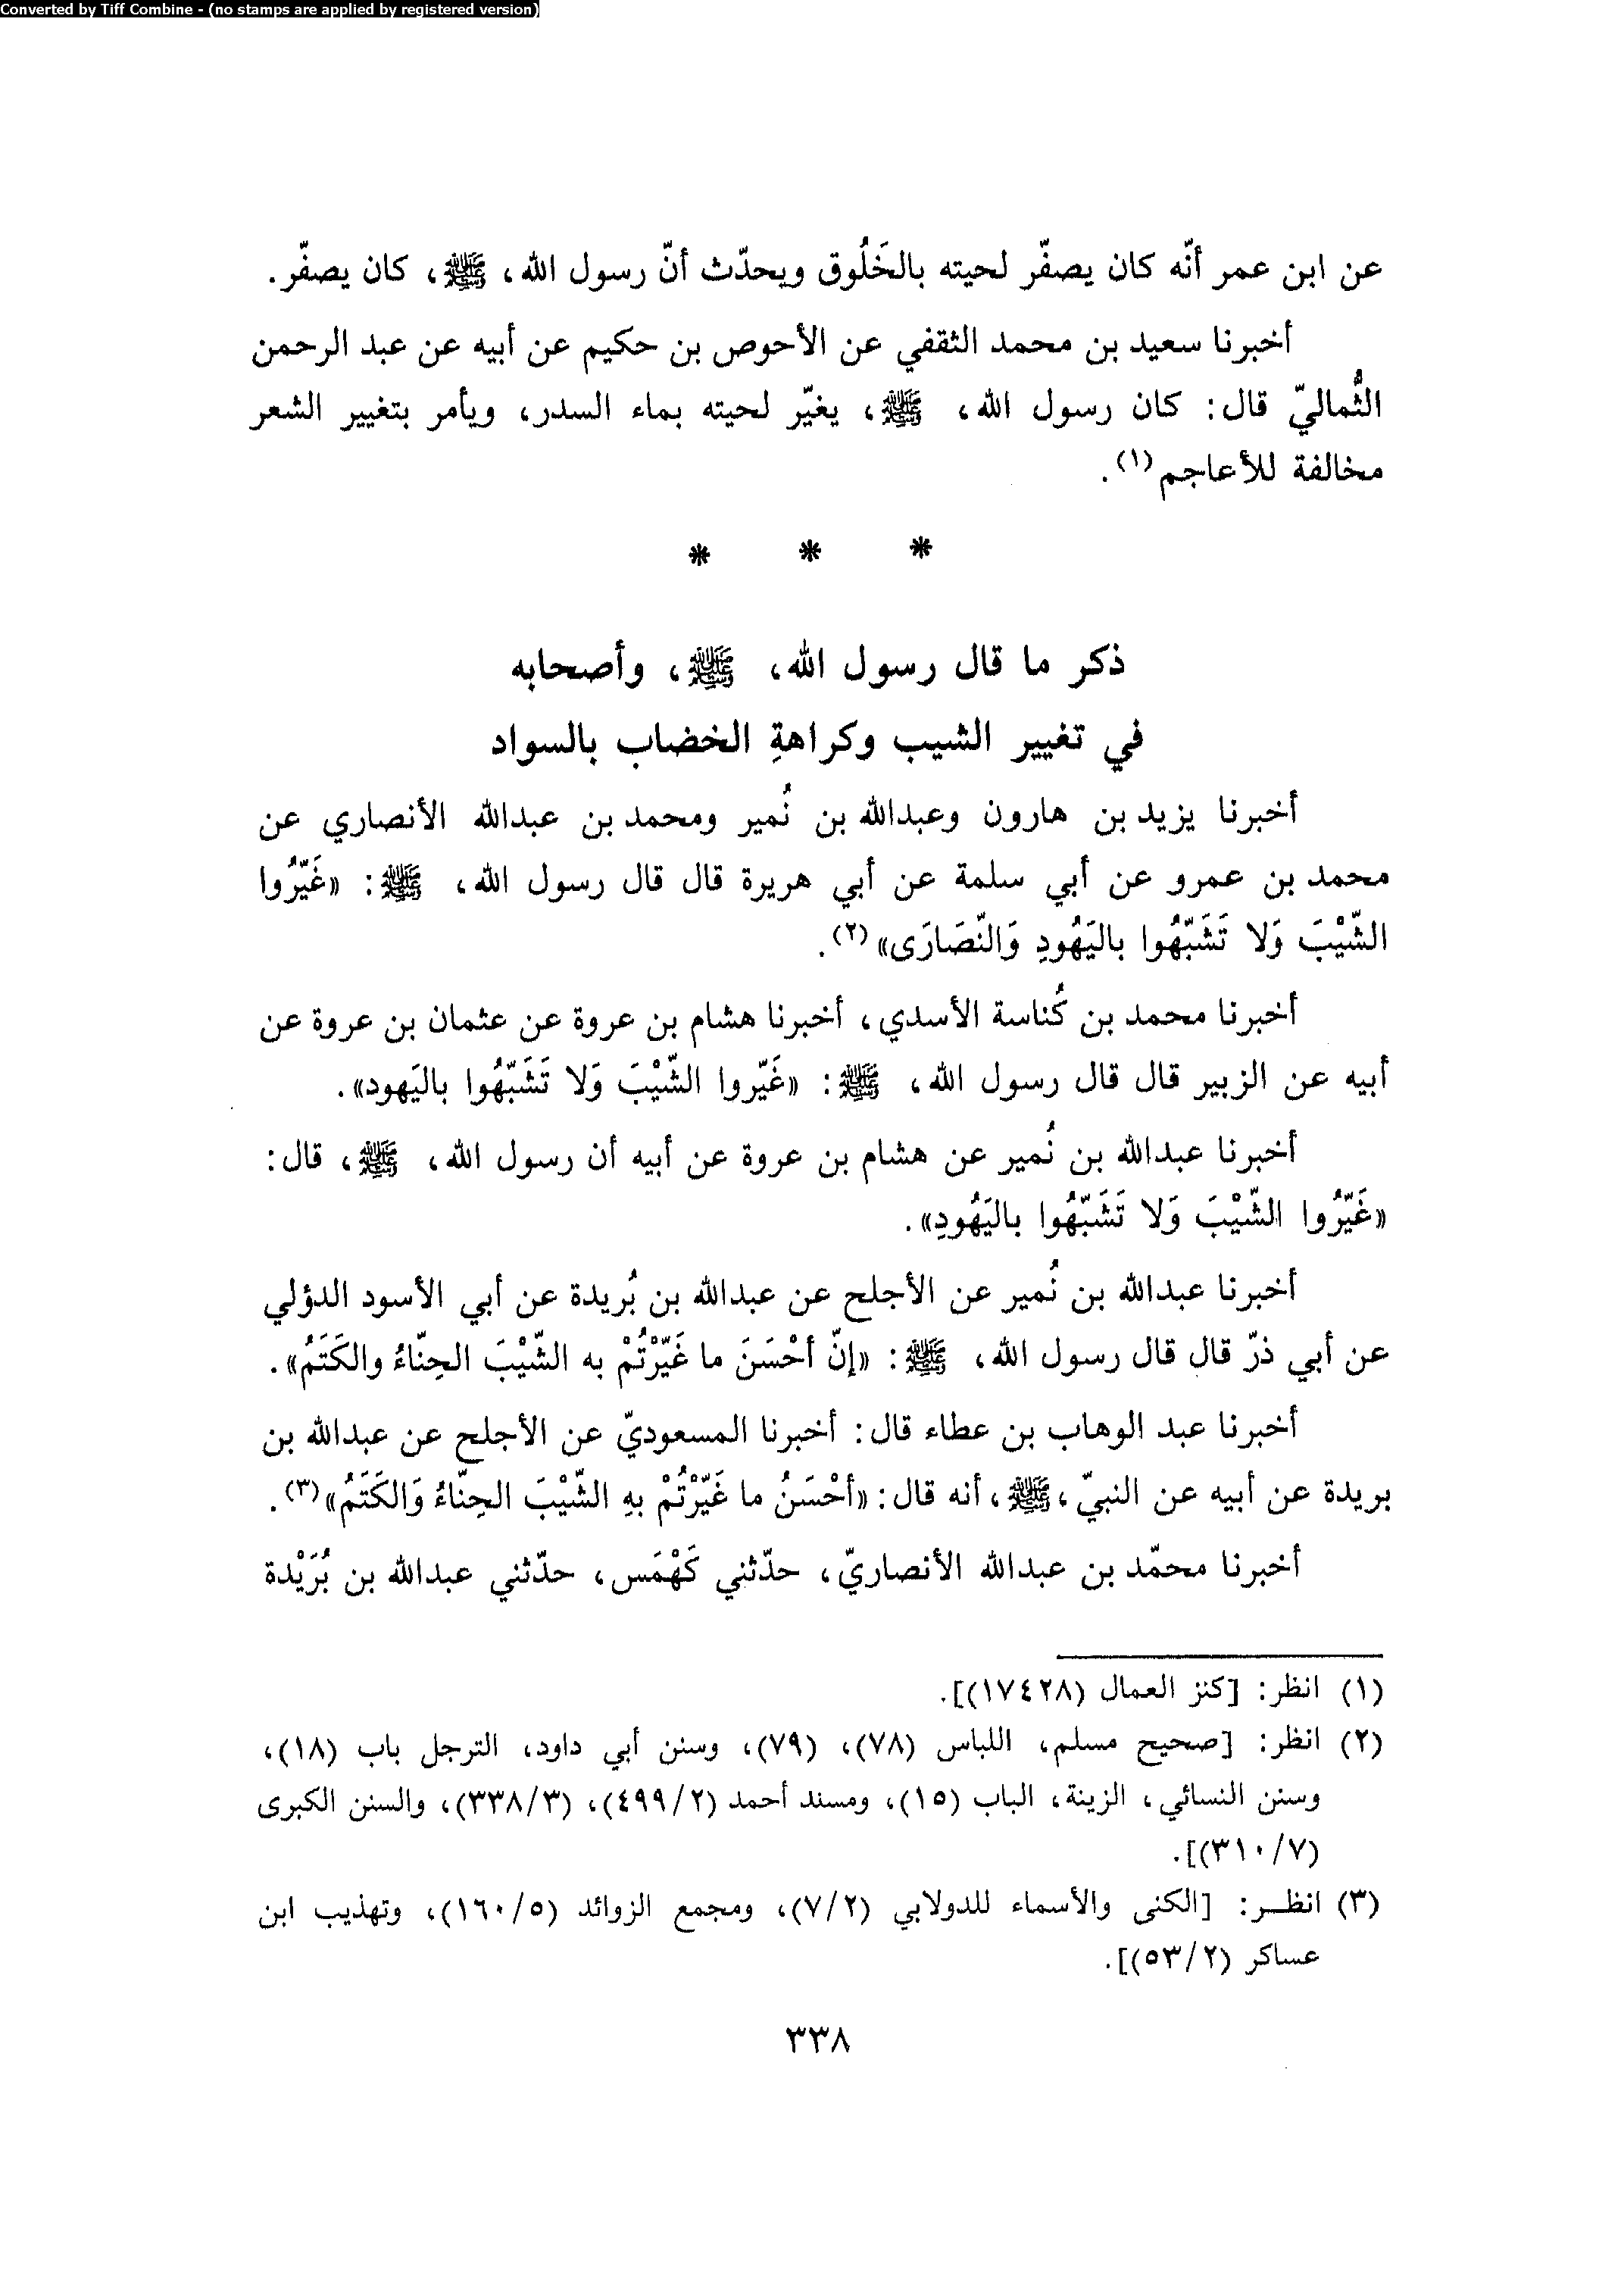 Converted by Tiff Combine - (no stamps are applied by registered version)
عن ابن عمر أنّه كان يصفّر لحيته بالخَلُوق ويحدّث أنّ رسول الله، ﷺ، كان يصفّر.
أخبرنا سعيد بن محمد الثقفي عن الأحوص بن حكيم عن أبيه عن عبد الرحمن
الثُّماليّ قال: كان رسول الله، ﷺ، يغيّر لحيته بماء السدر، ويأمر بتغيير الشعر
مخالفة للأعاجم(١).
* * *
ذكر ما قال رسول الله، ﷺ، وأصحابه
في تغيير الشيب وكراهةِ الخضاب بالسواد
أخبرنا يزيد بن هارون وعبدالله بن نُمير ومحمد بن عبدالله الأنصاري عن
محمد بن عمرو عن أبي سلمة عن أبي هريرة قال قال رسول الله، ﷺ: «غَيّرُوا
الشّيْبَ وَلا تَشَبّهُوا باليَهُودِ وَالنّصَارَى»(٢).
أخبرنا محمد بن كُناسة الأسدي، أخبرنا هشام بن عروة عن عثمان بن عروة عن
أبيه عن الزبير قال قال رسول الله، ﷺ: «غَيّروا الشّيْبَ وَلا تَشَبّهُوا باليَهود».
أخبرنا عبدالله بن نُمير عن هشام بن عروة عن أبيه أن رسول الله، ﷺ، قال:
«غَيّرُوا الشّيْبَ وَلا تَشَبّهُوا باليَهُودِ».
أخبرنا عبدالله بن نُمير عن الأجلح عن عبدالله بن بُريدة عن أبي الأسود الدؤلي
عن أبي ذرّ قال قال رسول الله، ﷺ: «إنّ أحْسَنَ ما غَيّرْتُمْ به الشّيْبَ الحِنّاءُ والكَتَمُ».
أخبرنا عبد الوهاب بن عطاء قال: أخبرنا المسعوديّ عن الأجلح عن عبدالله بن
بريدة عن أبيه عن النبيّ، ﷺ، أنه قال: «أحْسَنُ ما غَيّرْتُمْ بهِ الشّيْبَ الحِنّاءُ وَالكَتَمُ»(٣).
أخبرنا محمّد بن عبدالله الأنصاريّ، حدّثني كَهْمَس، حدّثني عبدالله بن بُرَيْدة
(١) انظر: [كنز العمال (١٧٤٢٨)].
(٢) انظر: [صحيح مسلم، اللباس (٧٨)، (٧٩)، وسنن أبي داود، الترجل باب (١٨)،
وسنن النسائي، الزينة، الباب (١٥)، ومسند أحمد (٤٩٩/٢)، (٣٣٨/٣)، والسنن الكبرى
(٣١٠/٧)].
(٣) انظـر: [الكنى والأسماء للدولابي (٧/٢)، ومجمع الزوائد (١٦٠/٥)، وتهذيب ابن
عساكر (٥٣/٢)].
٣٣٨